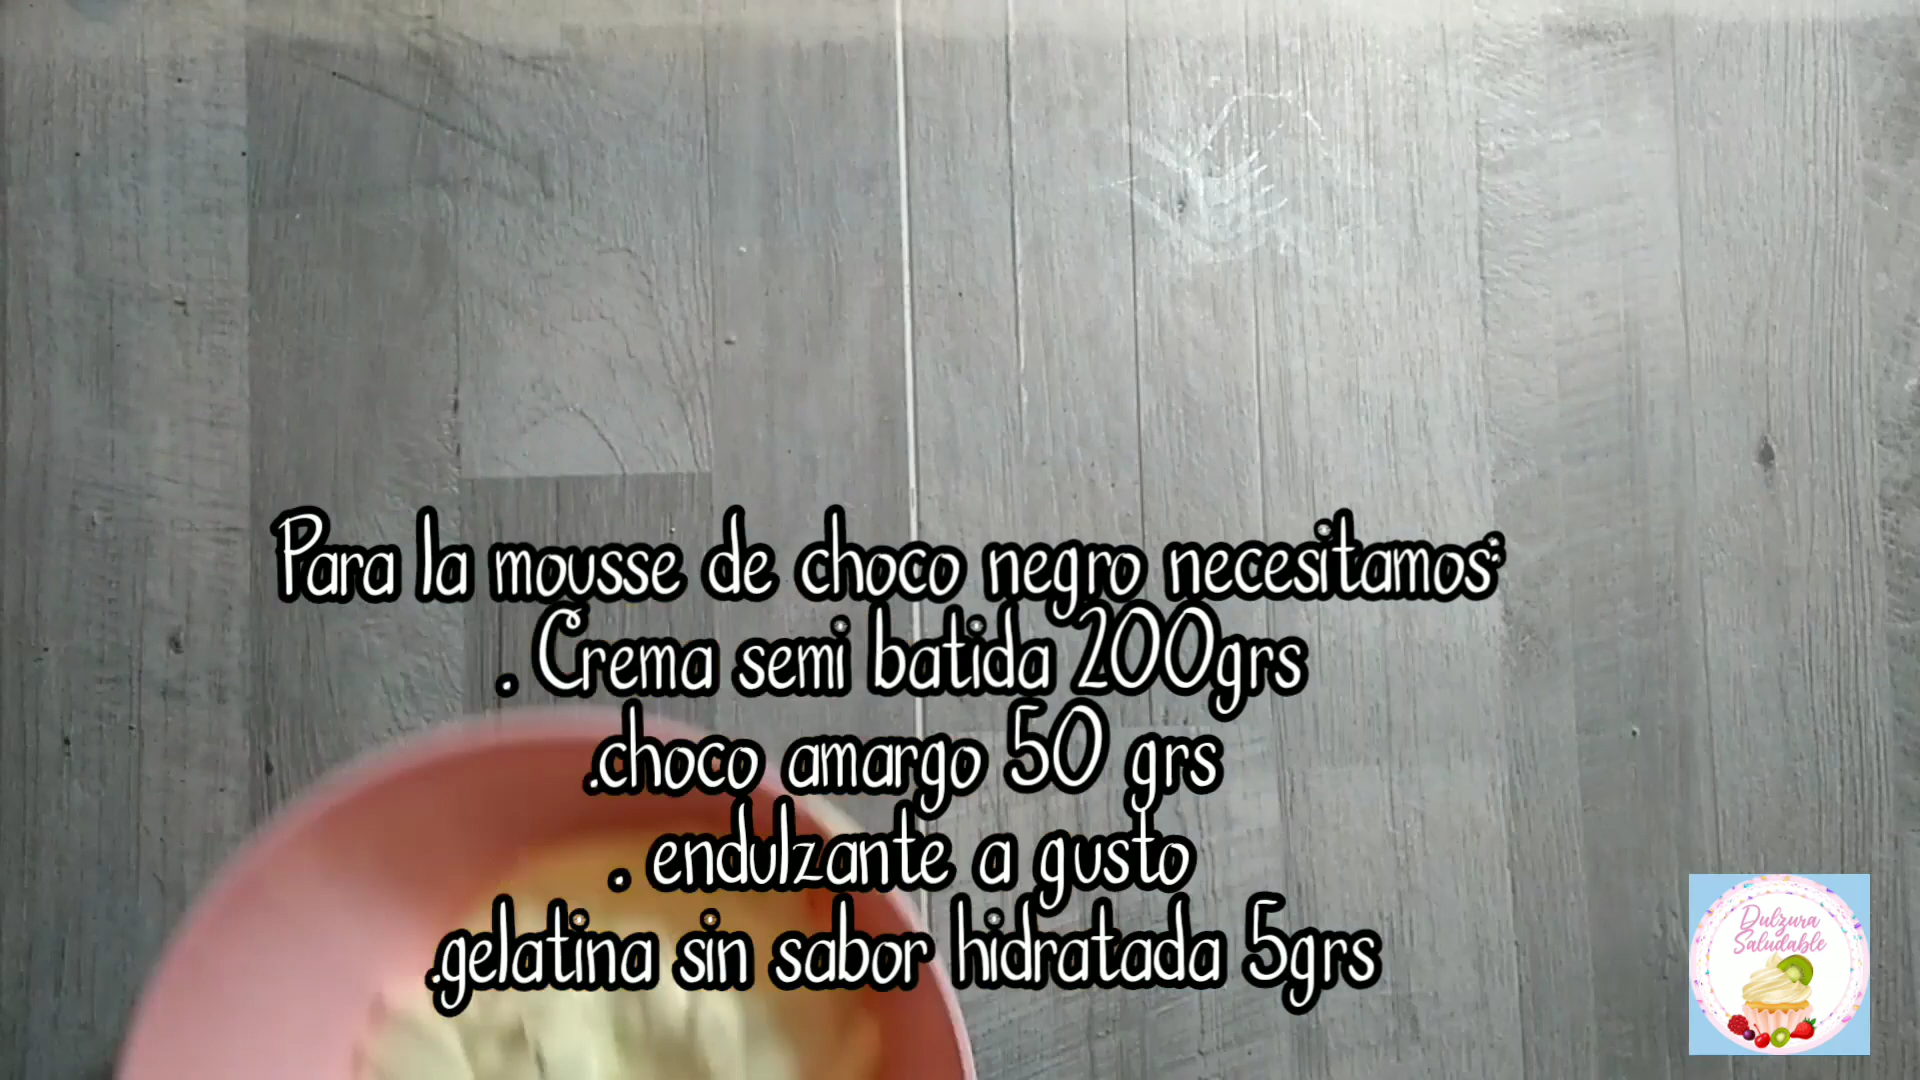 Para la mousse de choco negro necesitamos:
. Crema semi batida 200grs
.choco amargo 50 grs
. endulzante a gusto
.gelatina sin sabor hidratada 5grs
Dulzura
Saludable